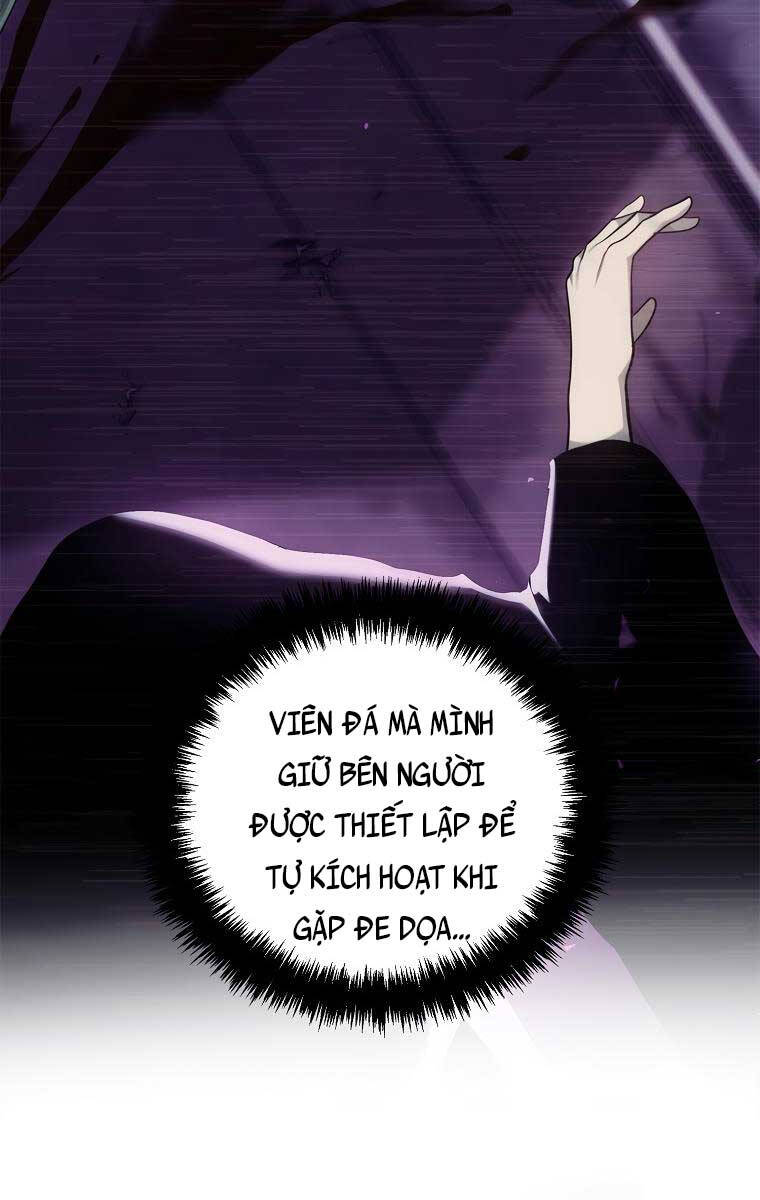 VIÊN ĐÁ MÀ MÌNH
GIỮ BÊN NGƯỜI
ĐƯỢC THIẾT LẬP ĐỂ
TỰ KÍCH HOẠT KHI
GẶP ĐE DỌA...